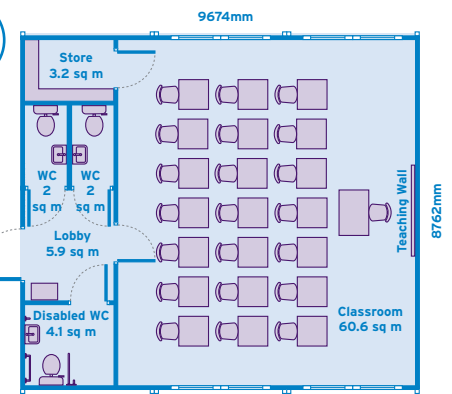 9674mm
Store
3.2 sq m
WC
2
sq m
WC
2
sq m
Lobby
5.9 sq m
Disabled WC
4.1 sq m
Teaching Wall
8762mm
Classroom
60.6 sq m